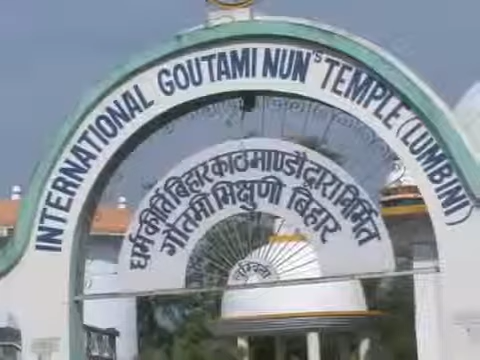 INTERNATIONAL GOUTAMI NUN'S TEMPLE (LUMBINI)
धर्मकीर्ति बिहार काठमाण्डौ द्वारा निर्मित
गौतमी भिक्षुणी बिहार